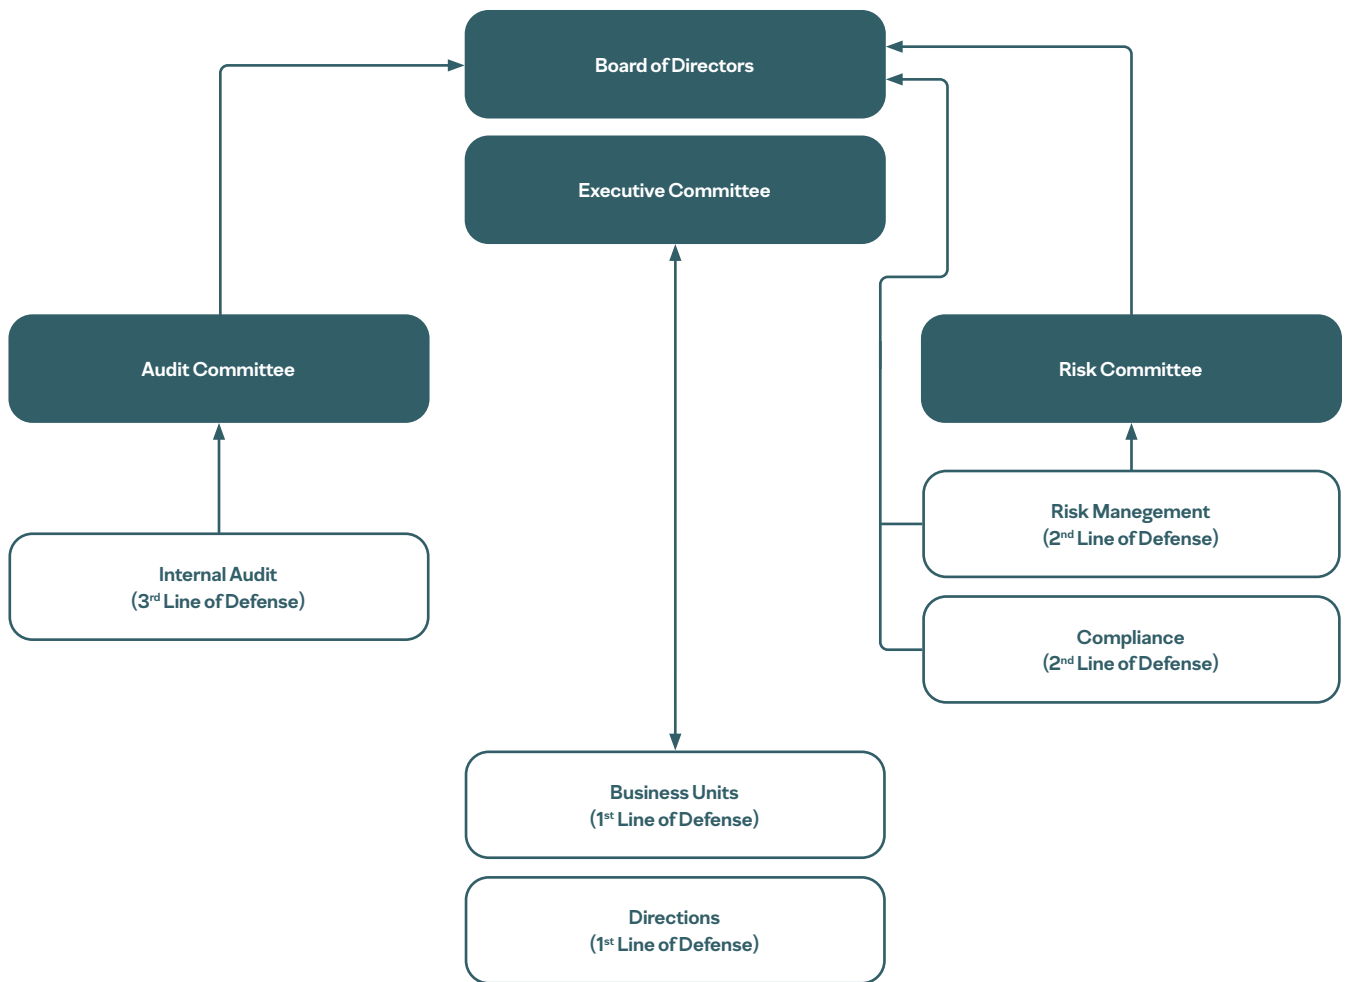 Board of Directors
Executive Committee
Audit Committee
Risk Committee
Risk Manegement
(2nd Line of Defense)
Internal Audit
(3rd Line of Defense)
Compliance
(2nd Line of Defense)
Business Units
(1st Line of Defense)
Directions
(1st Line of Defense)